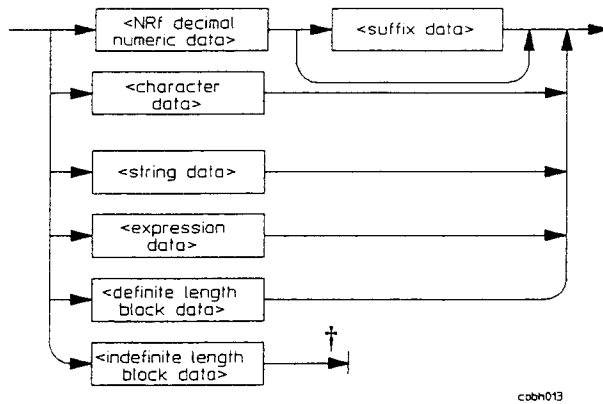 <NRf decimal
numeric data>
<suffix data>
<character
data>
<string data>
<expression
data>
<definite length
block data>
<indefinite length
block data>
†
cpbh013